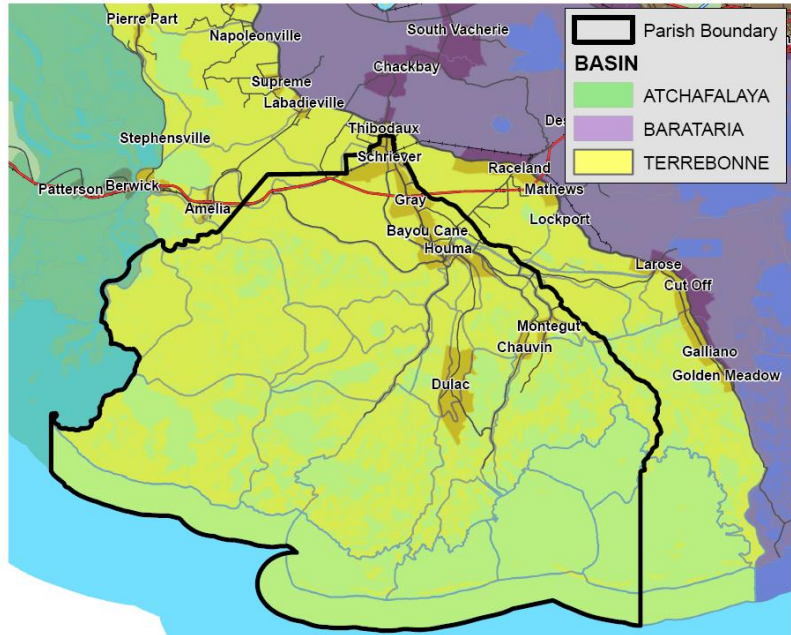 Pierre Part
Napoleonville
South Vacherie
Chackbay
Supreme
Labadieville
Thibodaux
Stephensville
Schriever
Raceland
Patterson
Berwick
Mathews
Amelia
Gray
Lockport
Bayou Cane
Houma
Larose
Cut Off
Montegut
Chauvin
Galliano
Dulac
Golden Meadow
Parish Boundary
BASIN
ATCHAFALAYA
BARATARIA
TERREBONNE